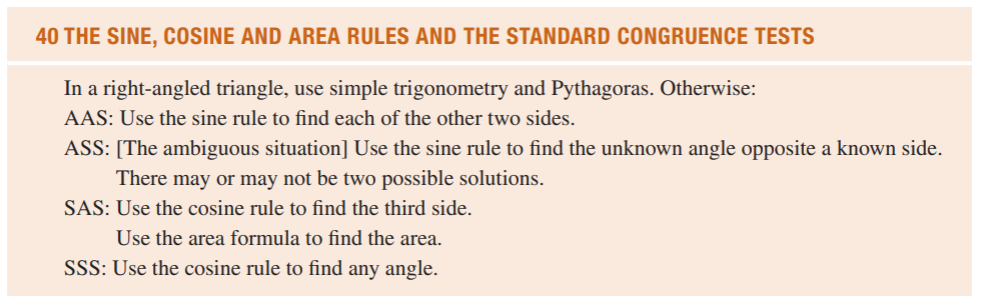 40 THE SINE, COSINE AND AREA RULES AND THE STANDARD CONGRUENCE TESTS
In a right-angled triangle, use simple trigonometry and Pythagoras. Otherwise:
AAS: Use the sine rule to find each of the other two sides.
ASS: [The ambiguous situation] Use the sine rule to find the unknown angle opposite a known side.
There may or may not be two possible solutions.
SAS: Use the cosine rule to find the third side.
Use the area formula to find the area.
SSS: Use the cosine rule to find any angle.